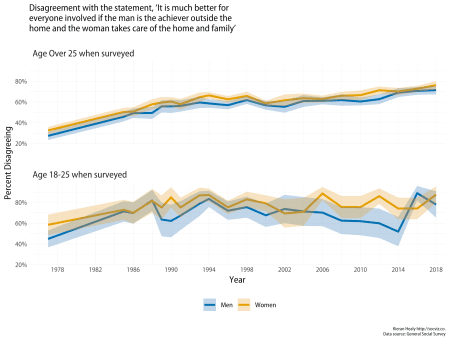 Disagreement with the statement, 'It is much better for
everyone involved if the man is the achiever outside the
home and the woman takes care of the home and family'
Age Over 25 when surveyed
80%
60%
40%
20%
Percent Disagreeing
Age 18-25 when surveyed
80%
60%
40%
20%
1978 1982 1986 1990 1994 1998 2002 2006 2010 2014 2018
Year
Men Women
Kieran Healy http://socviz.co.
Data source: General Social Survey